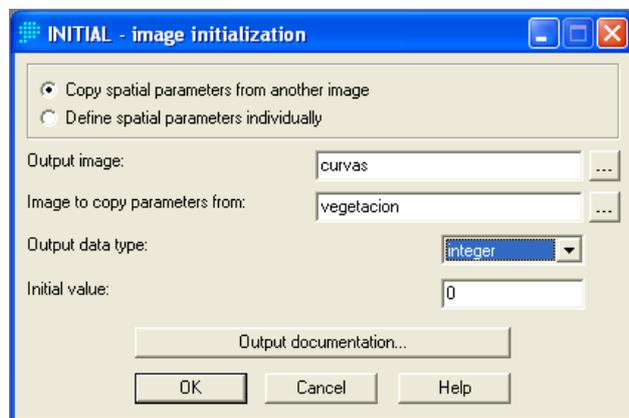 INITIAL - image initialization
Copy spatial parameters from another image
Define spatial parameters individually
Output image: curvas ...
Image to copy parameters from: vegetacion ...
Output data type: integer
Initial value: 0
Output documentation...
OK Cancel Help